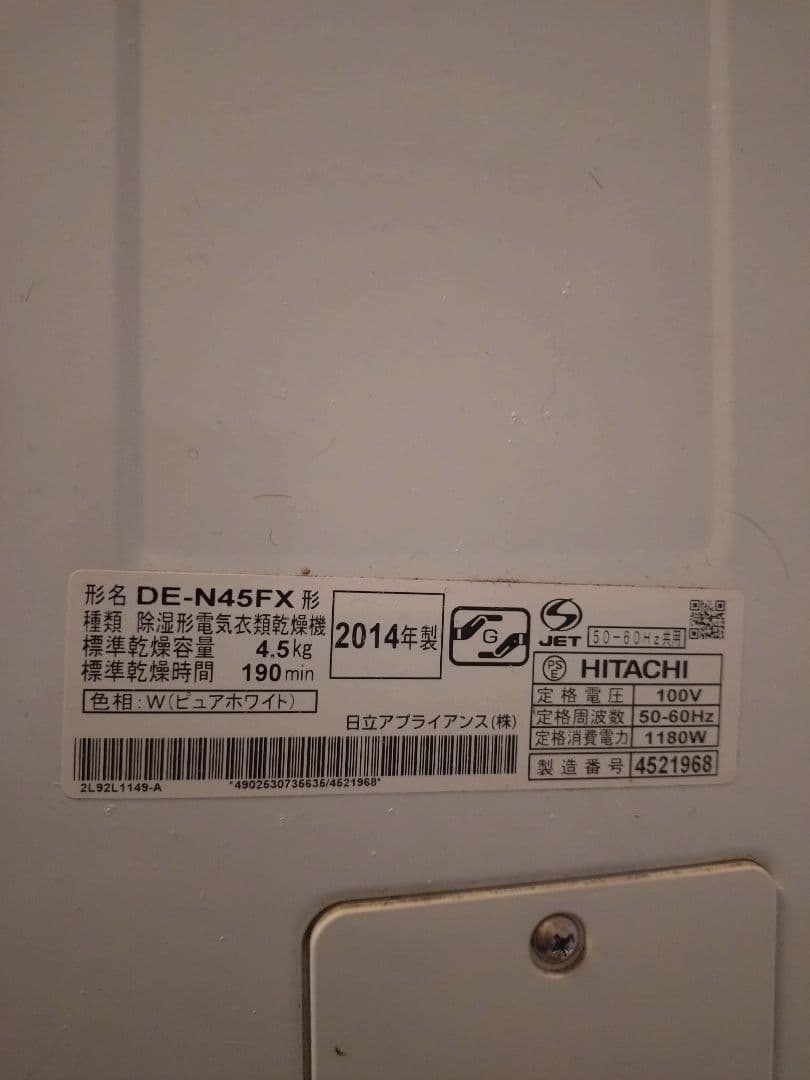 形名 DE-N45FX 形
種類 除湿形電気衣類乾燥機
標準乾燥容量 4.5kg
標準乾燥時間 190min
色相:W(ピュアホワイト)
2014年製
G
JET
50-60Hz共用
PS
E
HITACHI
定格電圧 100V
定格周波数 50-60Hz
定格消費電力 1180W
製造番号 4521968
日立アプライアンス(株)
2L92L1149-A
*4902530735635/4521968*